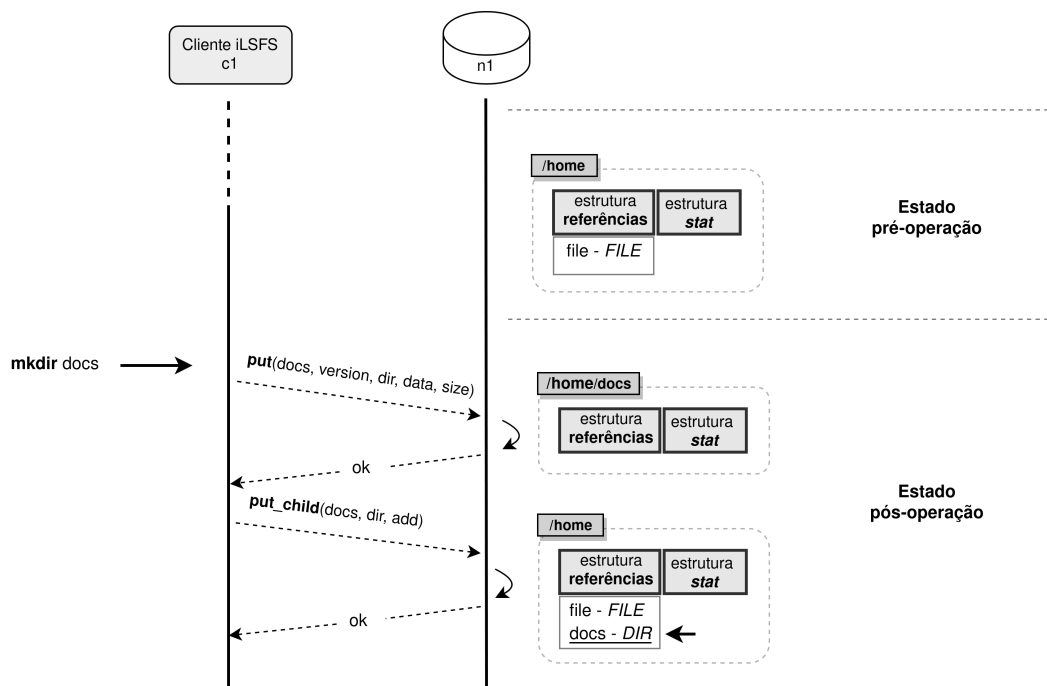 Cliente iLSFS
c1
n1
/home
estrutura
referências
estrutura
stat
file - FILE
Estado
pré-operação
mkdir docs
put(docs, version, dir, data, size)
/home/docs
estrutura
referências
estrutura
stat
ok
put_child(docs, dir, add)
Estado
pós-operação
/home
estrutura
referências
estrutura
stat
file - FILE
docs - DIR
ok